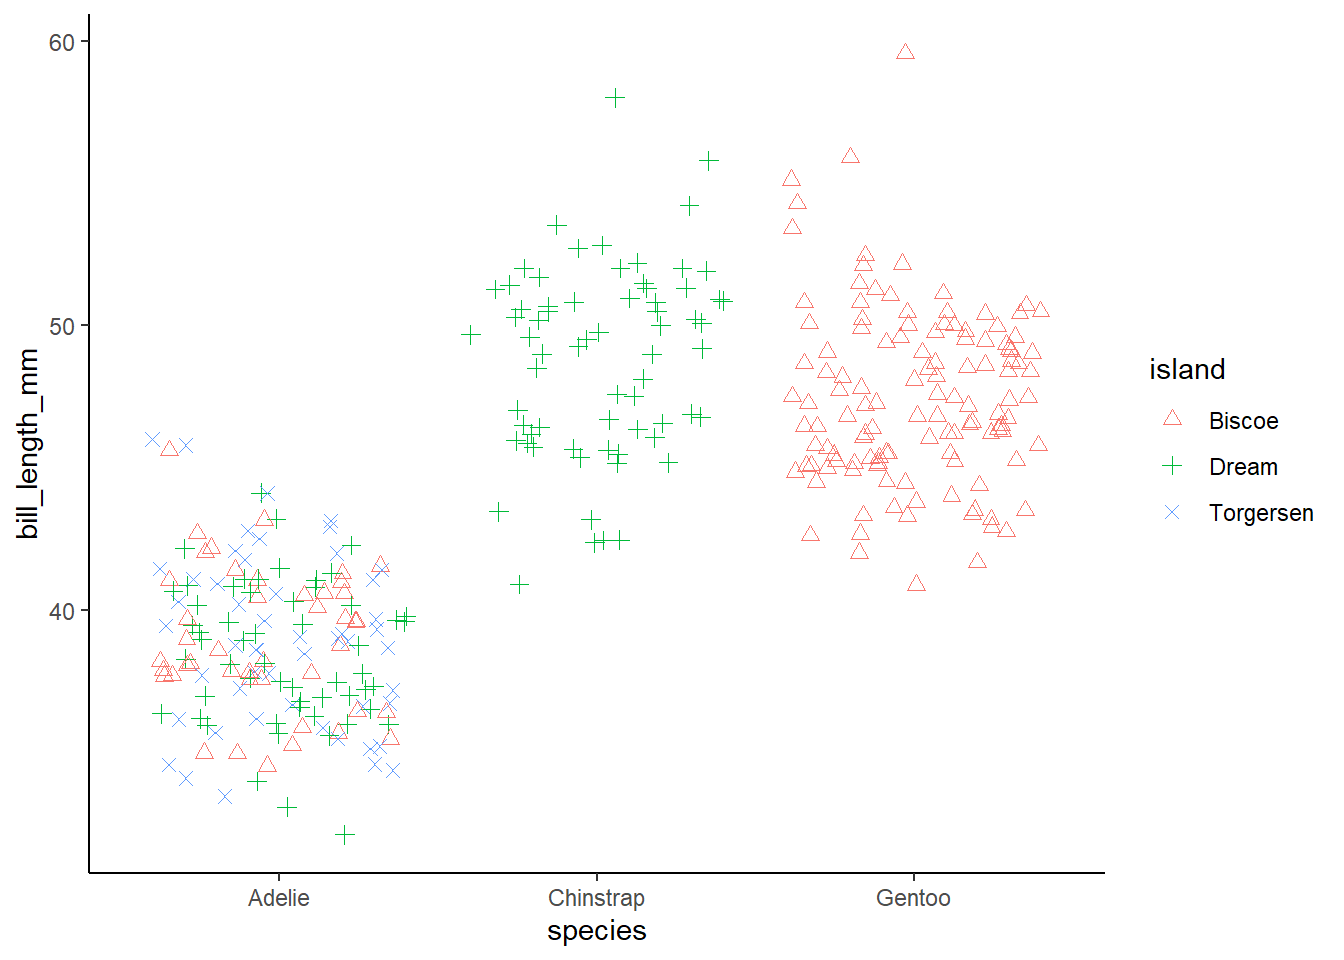 60
50
40
bill_length_mm
Adelie
Chinstrap
Gentoo
species
island
Biscoe
Dream
Torgersen